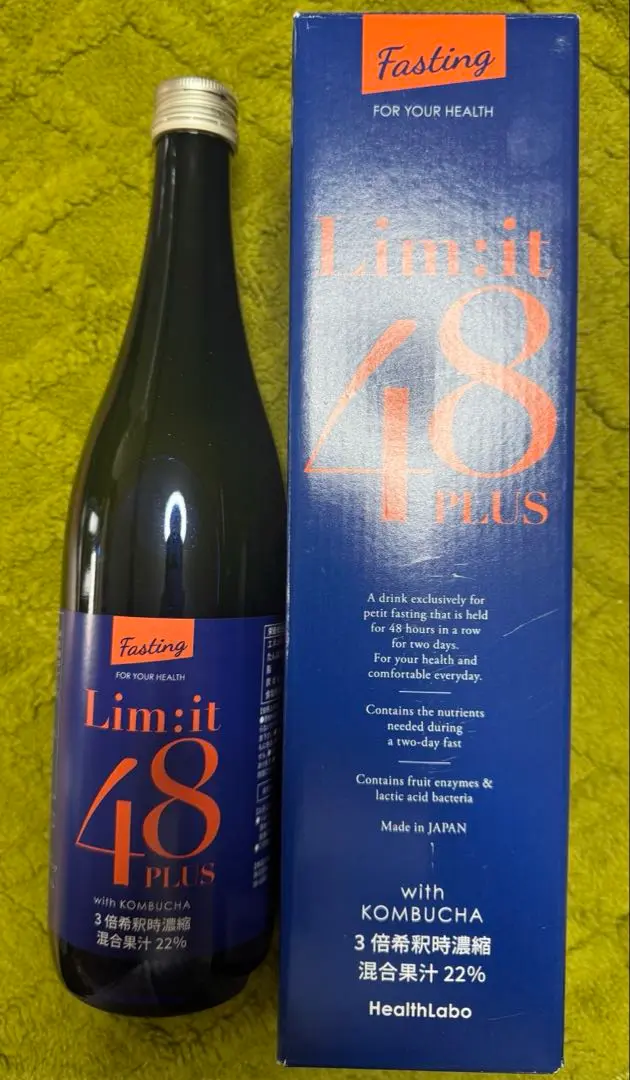 Fasting
FOR YOUR HEALTH
Lim:it
48
PLUS
with KOMBUCHA
3倍希釈時濃縮
混合果汁 22%
Fasting
FOR YOUR HEALTH
Lim:it
48
PLUS
A drink exclusively for
petit fasting that is held
for 48 hours in a row
for two days.
For your health and
comfortable everyday.
Contains the nutrients
needed during
a two-day fast
Contains fruit enzymes &
lactic acid bacteria
Made in JAPAN
with
KOMBUCHA
3倍希釈時濃縮
混合果汁 22%
HealthLabo